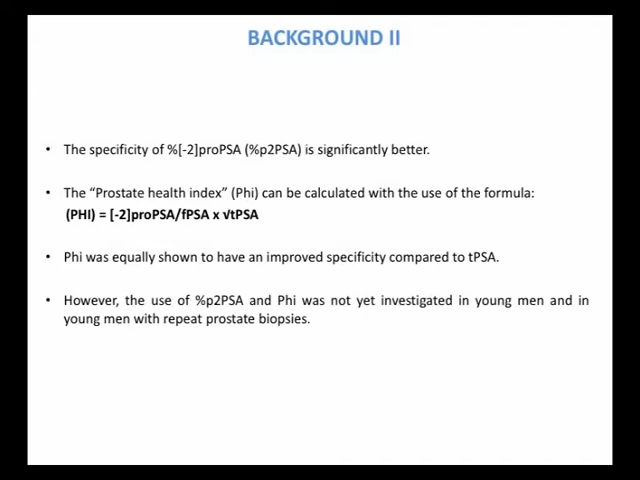 BACKGROUND II
• The specificity of %[-2]proPSA (%p2PSA) is significantly better.
• The “Prostate health index” (Phi) can be calculated with the use of the formula:
(PHI) = [-2]proPSA/fPSA x √tPSA
• Phi was equally shown to have an improved specificity compared to tPSA.
• However, the use of %p2PSA and Phi was not yet investigated in young men and in
young men with repeat prostate biopsies.